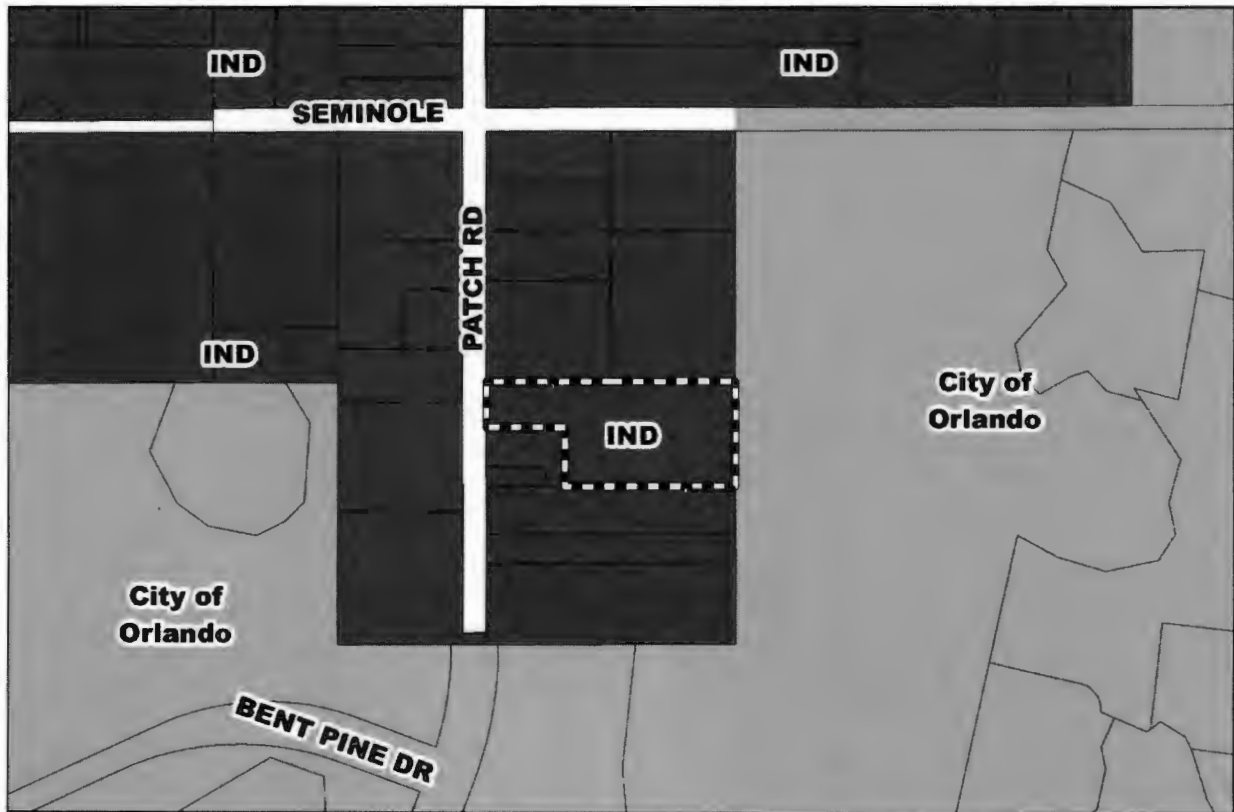 IND
IND
SEMINOLE
PATCH RD
IND
City of
Orlando
IND
City of
Orlando
BENT PINE DR